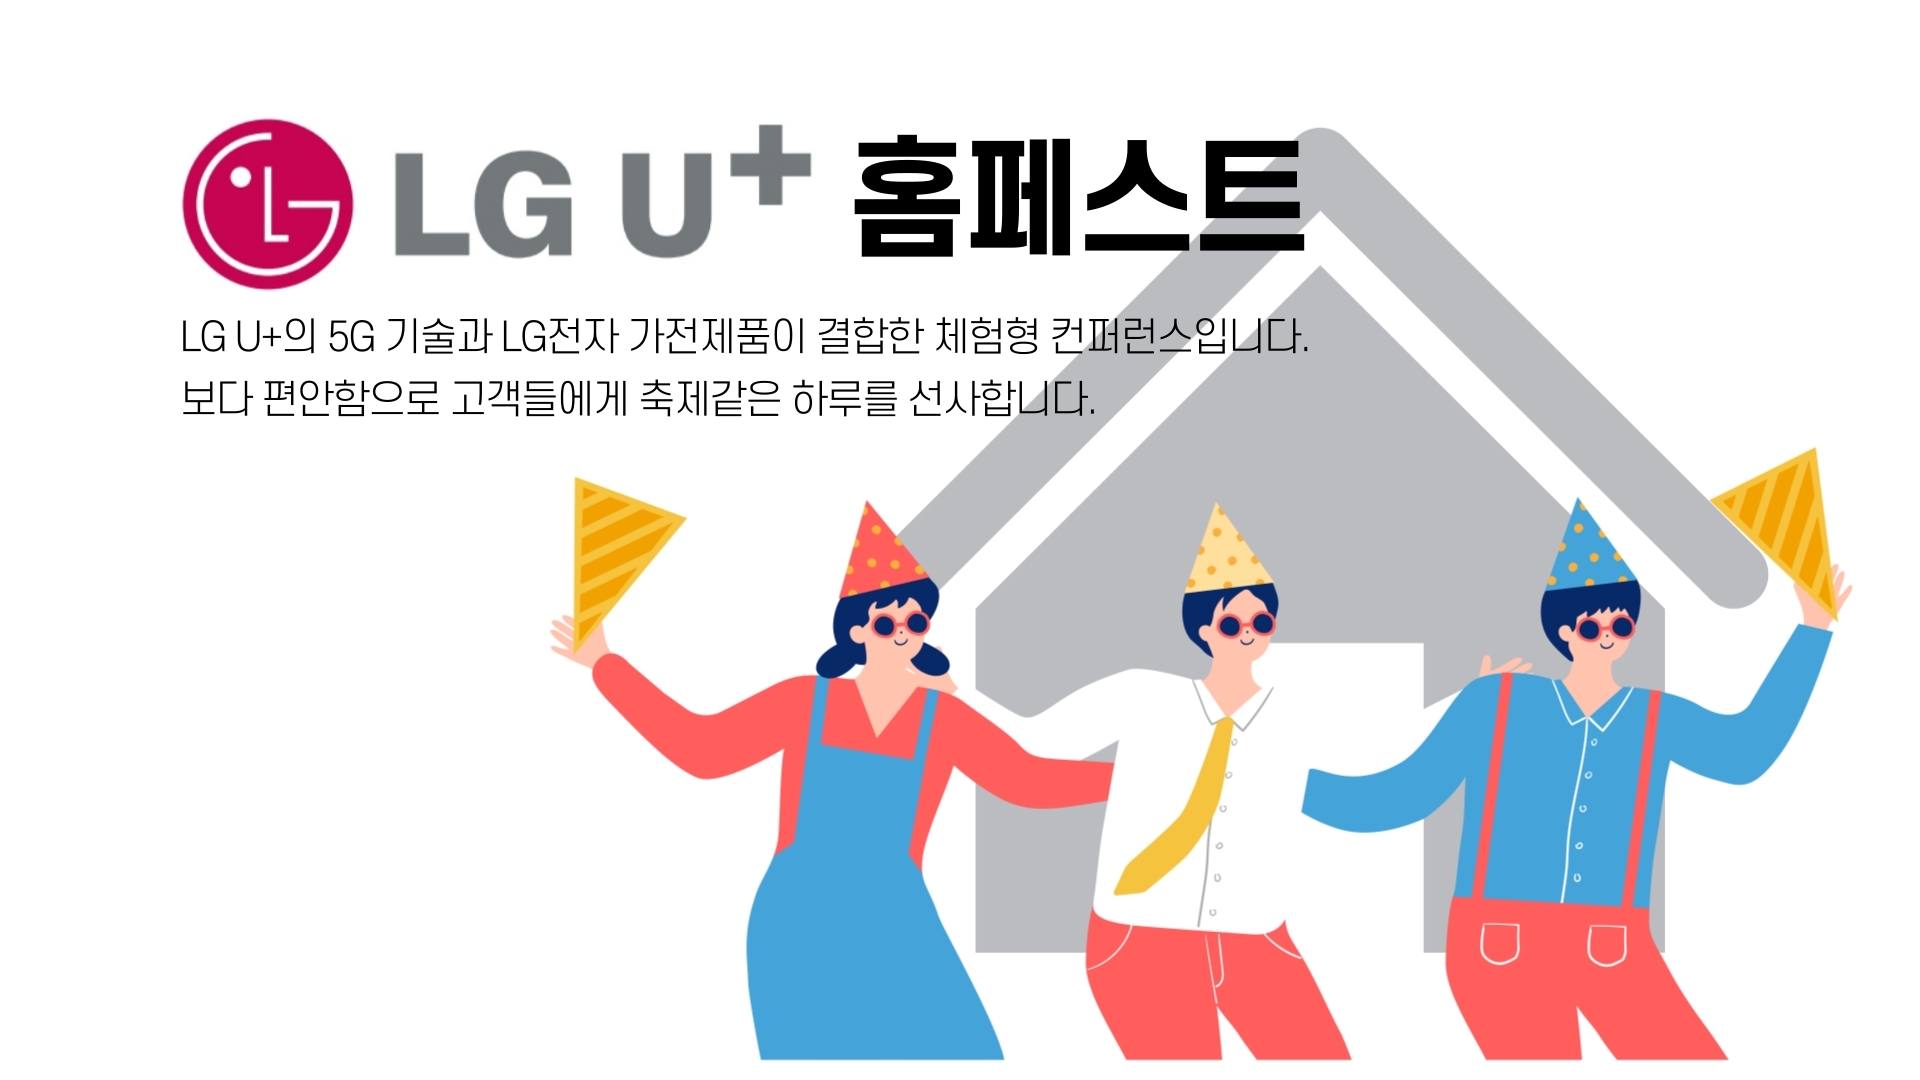 LG LG U+ 홈페스트
LG U+의 5G 기술과 LG전자 가전제품이 결합한 체험형 컨퍼런스입니다.
보다 편안함으로 고객들에게 축제같은 하루를 선사합니다.